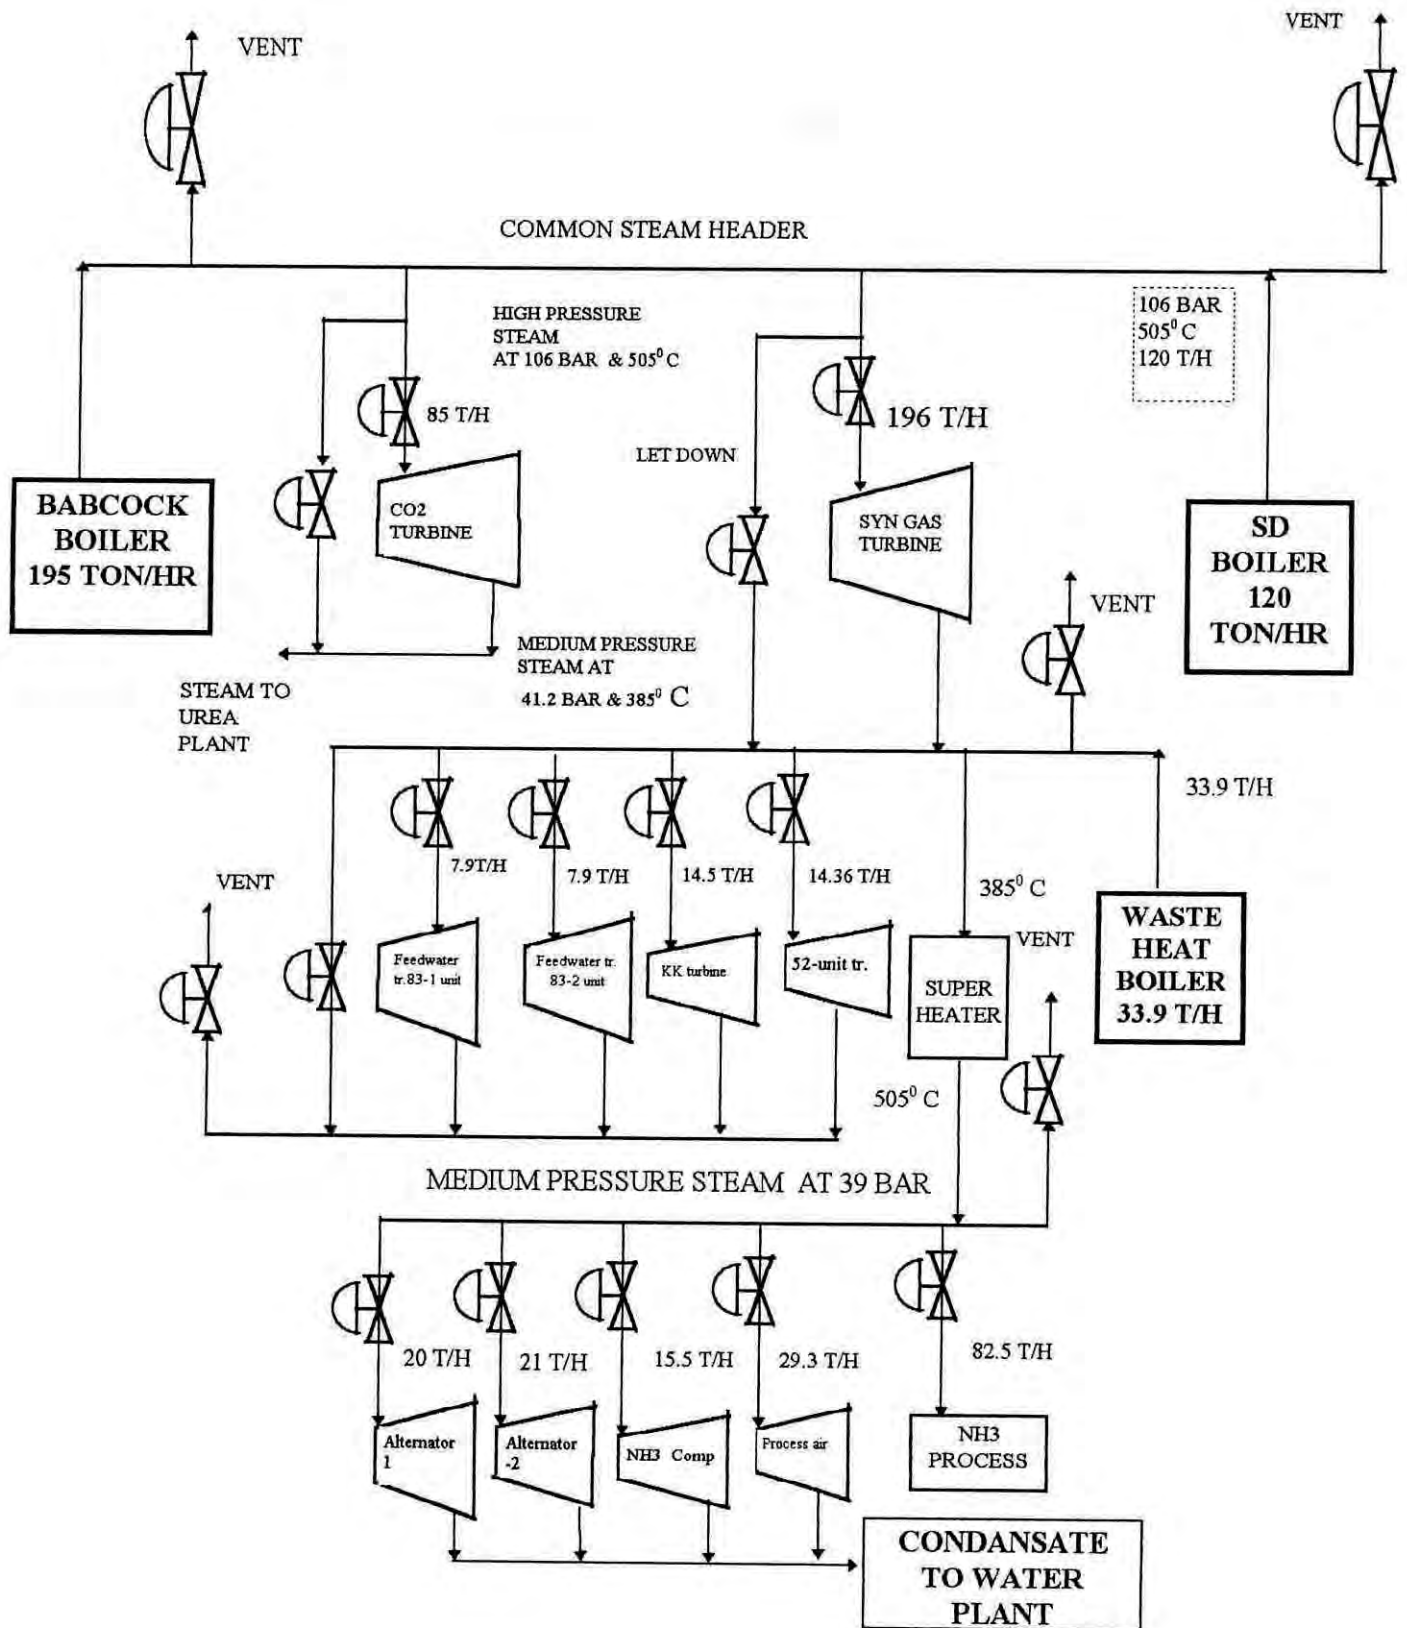 VENT
VENT
COMMON STEAM HEADER
HIGH PRESSURE
STEAM
AT 106 BAR & 505⁰ C
106 BAR
505⁰ C
120 T/H
85 T/H
196 T/H
LET DOWN
BABCOCK
BOILER
195 TON/HR
CO2
TURBINE
SYN GAS
TURBINE
SD
BOILER
120
TON/HR
VENT
MEDIUM PRESSURE
STEAM AT
41.2 BAR & 385⁰ C
STEAM TO
UREA
PLANT
33.9 T/H
7.9T/H
7.9 T/H
14.5 T/H
14.36 T/H
385⁰ C
VENT
WASTE
HEAT
BOILER
33.9 T/H
VENT
Feedwater
tr.83-1 unit
Feedwater tr.
83-2 unit
KK turbine
52-unit tr.
SUPER
HEATER
505⁰ C
MEDIUM PRESSURE STEAM AT 39 BAR
20 T/H
21 T/H
15.5 T/H
29.3 T/H
82.5 T/H
Alternator
1
Alternator
-2
NH3 Comp
Process air
NH3
PROCESS
CONDANSATE
TO WATER
PLANT